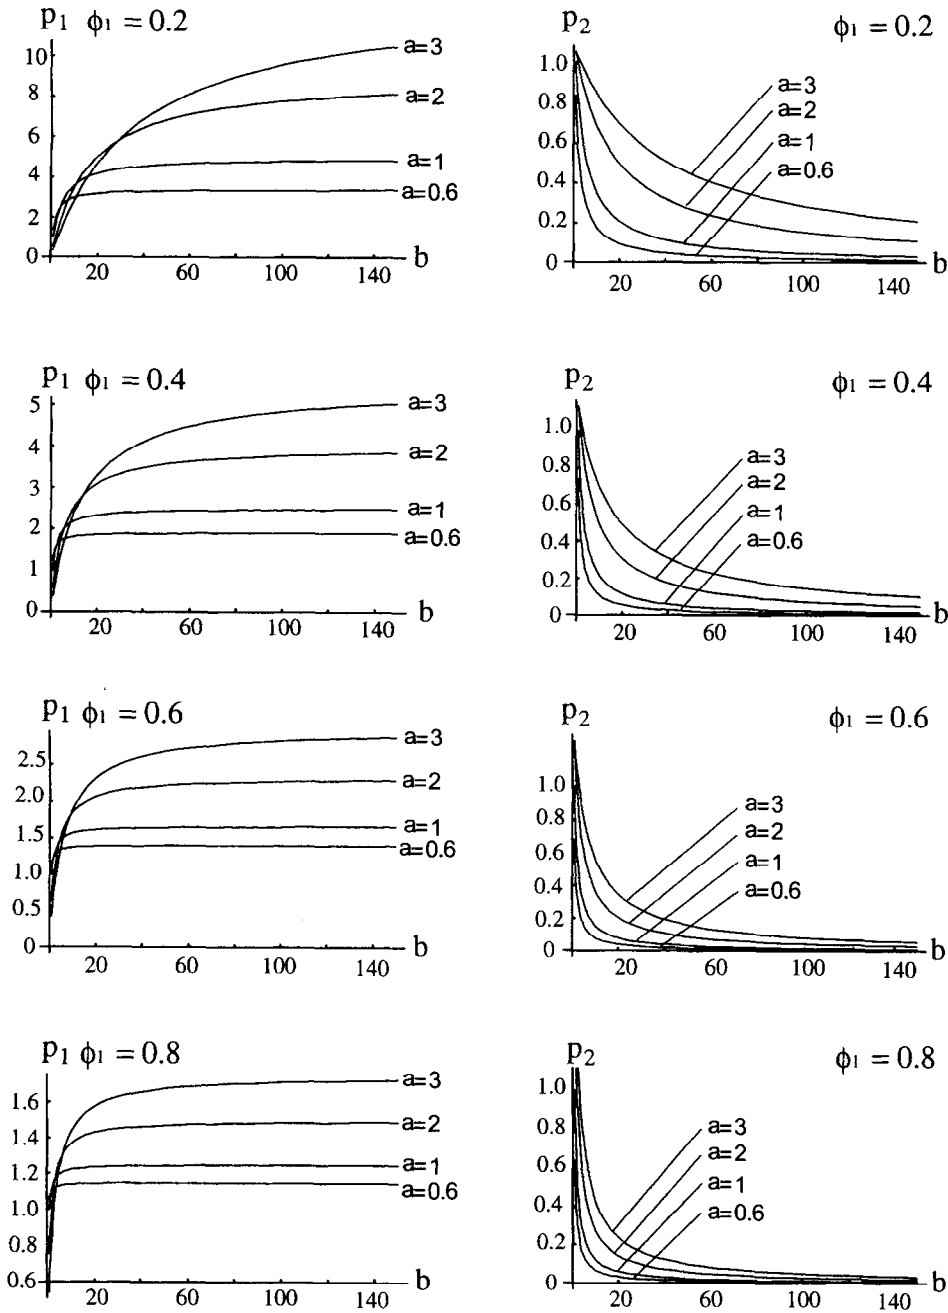 p₁ ϕ₁ = 0.2
10
8
6
4
2
0
20 60 100 140 b
a=3
a=2
a=1
a=0.6
p₂ ϕ₁ = 0.2
1.0
0.8
0.6
0.4
0.2
0
20 60 100 140 b
a=3
a=2
a=1
a=0.6
p₁ ϕ₁ = 0.4
5
4
3
2
1
0
20 60 100 140 b
a=3
a=2
a=1
a=0.6
p₂ ϕ₁ = 0.4
1.0
0.8
0.6
0.4
0.2
0
20 60 100 140 b
a=3
a=2
a=1
a=0.6
p₁ ϕ₁ = 0.6
2.5
2.0
1.5
1.0
0.5
0
20 60 100 140 b
a=3
a=2
a=1
a=0.6
p₂ ϕ₁ = 0.6
1.0
0.8
0.6
0.4
0.2
0
20 60 100 140 b
a=3
a=2
a=1
a=0.6
p₁ ϕ₁ = 0.8
1.6
1.4
1.2
1.0
0.8
0.6
20 60 100 140 b
a=3
a=2
a=1
a=0.6
p₂ ϕ₁ = 0.8
1.0
0.8
0.6
0.4
0.2
0
20 60 100 140 b
a=3
a=2
a=1
a=0.6